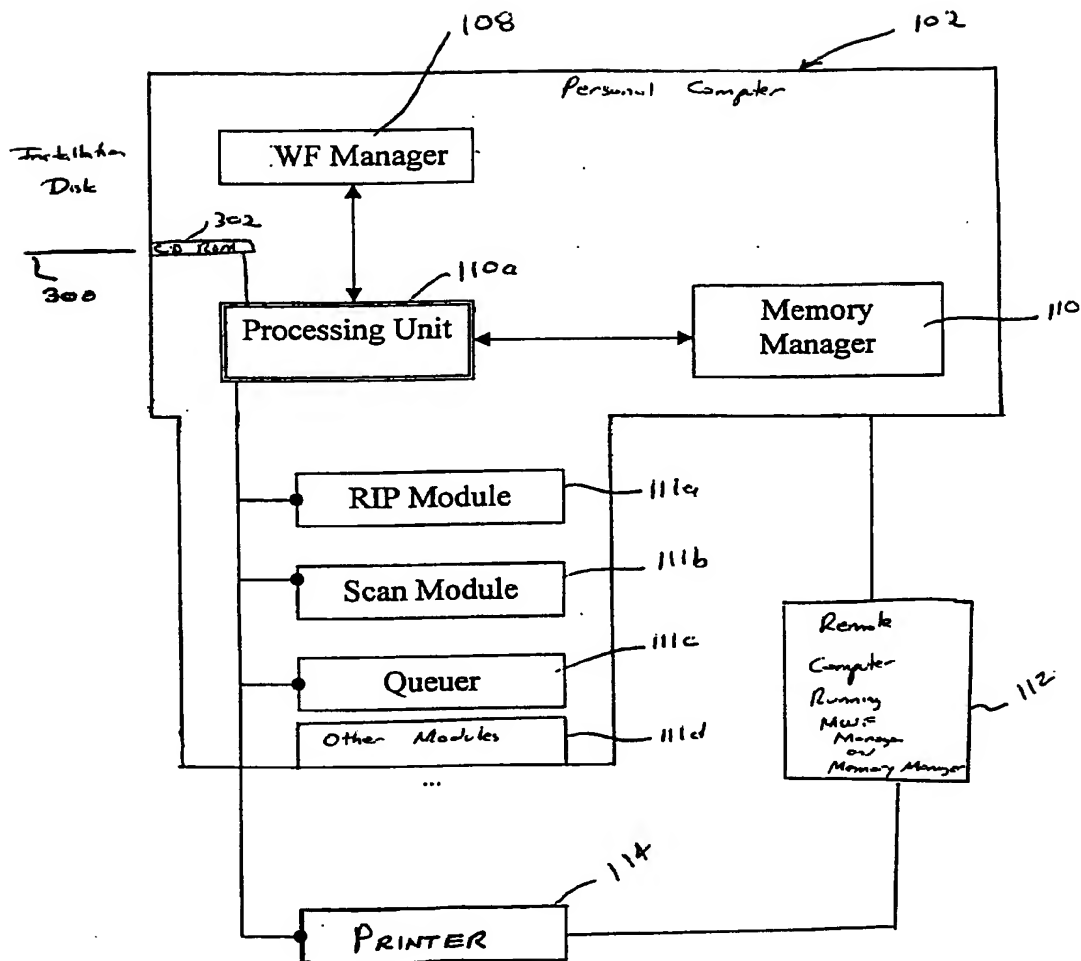 108
102
Personal Computer
Installation
Disk
WF Manager
302
CD ROM
300
110a
Processing Unit
Memory
Manager
110
RIP Module
111a
Scan Module
111b
Queuer
111c
Other Modules
111d
...
Remote
Computer
Running
MWF
Manager
or
Memory Manager
112
114
PRINTER